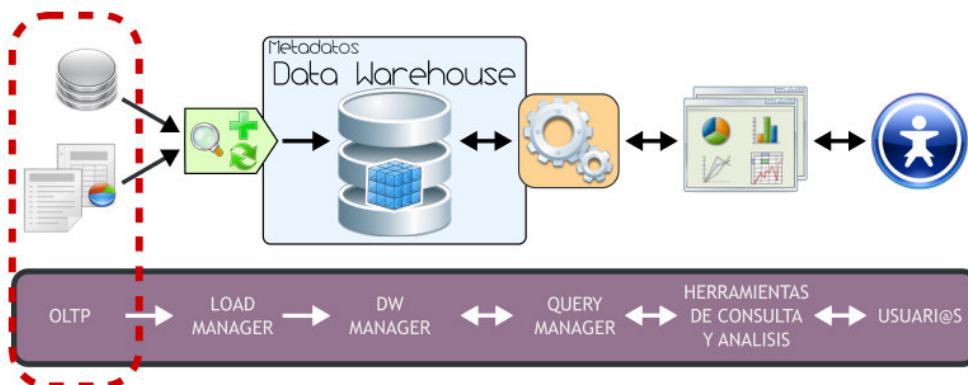 Metadatos
Data Warehouse
OLTP
LOAD
MANAGER
DW
MANAGER
QUERY
MANAGER
HERRAMIENTAS
DE CONSULTA
Y ANALISIS
USUARI@S